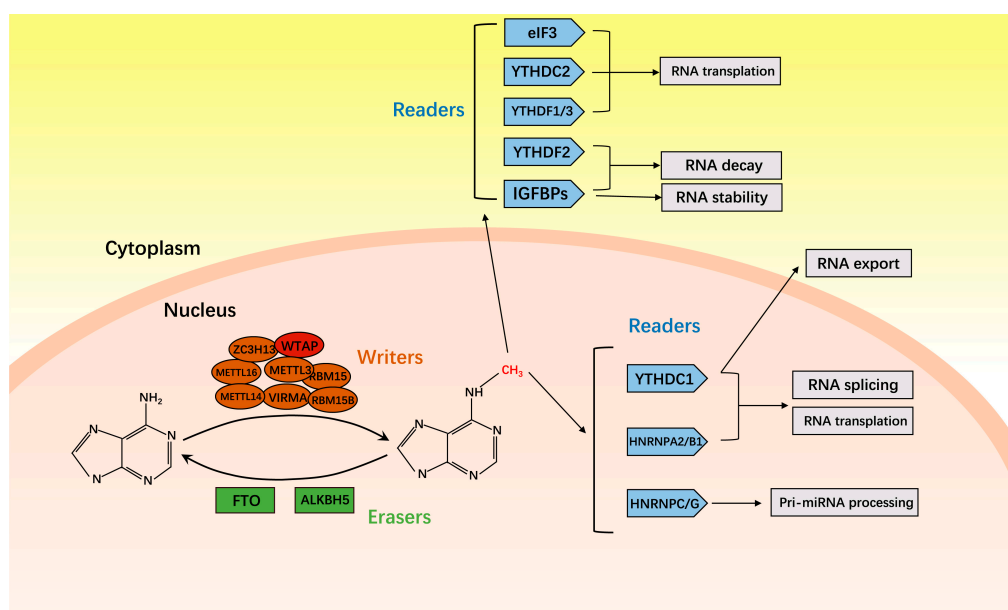 eIF3
YTHDC2
RNA transplation
Readers
YTHDF1/3
YTHDF2
RNA decay
IGFBPs
RNA stability
Cytoplasm
RNA export
Nucleus
Readers
ZC3H13
WTAP
Writers
METTL16
METTL3
RBM15
CH3
YTHDC1
RNA splicing
METTL14
VIRMA
RBM15B
NH2
NH
RNA transplation
N
N
N
N
HNRNPA2/B1
N
N
N
N
FTO
ALKBH5
Erasers
HNRNPC/G
Pri-miRNA processing